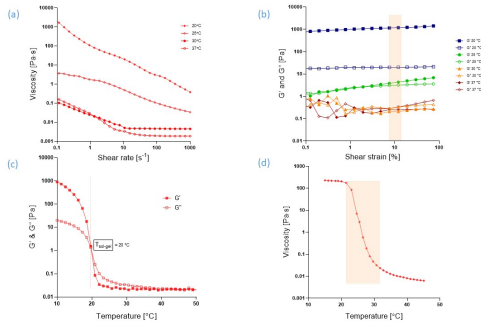 (a)
10000
1000
100
10
1
0.1
0.01
0.001
Viscosity [Pa·s]
0.1 1 10 100 1000
Shear rate [s⁻¹]
20°C
25°C
30°C
37°C
(b)
10000
1000
100
10
1
0.1
0.01
0.001
G' and G'' [Pa]
0.1 1 10 100
Shear strain [%]
G' 20 °C
G'' 20 °C
G' 25 °C
G'' 25 °C
G' 30 °C
G'' 30 °C
G' 37 °C
G'' 37 °C
(c)
10000
1000
100
10
1
0.1
0.01
G' & G'' [Pa]
10 20 30 40 50
Temperature [°C]
G'
G''
(d)
1000
100
10
1
0.1
0.01
0.001
Viscosity [Pa·s]
10 20 30 40 50
Temperature [°C]